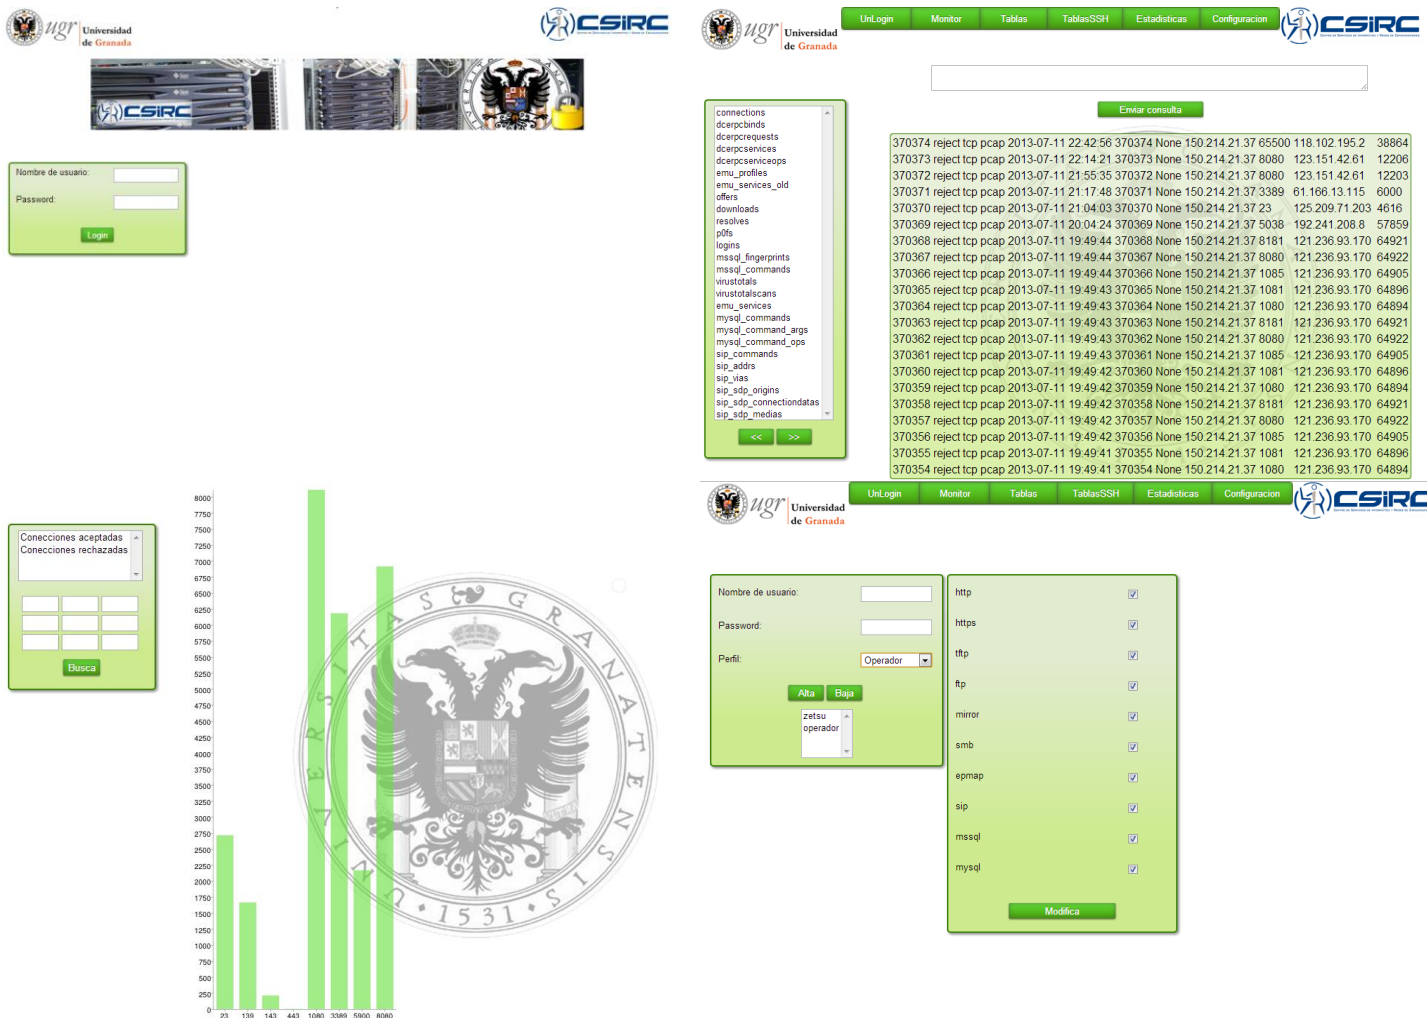 ugr Universidad
de Granada
CSiRC
CSiRC
Nombre de usuario:
Password:
Login
ugr Universidad
de Granada
UnLogin Monitor Tablas TablasSSH Estadisticas Configuracion
CSiRC
Enviar consulta
connections
dcerpcbinds
dcerpcrequests
dcerpcservices
dcerpcserviceops
emu_profiles
emu_services_old
offers
downloads
resolves
p0fs
logins
mssql_fingerprints
mssql_commands
virustotals
virustotalscans
emu_services
mysql_commands
mysql_command_args
mysql_command_ops
sip_commands
sip_addrs
sip_vias
sip_sdp_origins
sip_sdp_connectiondatas
sip_sdp_medias
<< >>
370374 reject tcp pcap 2013-07-11 22:42:56 370374 None 150.214.21.37 65500 118.102.195.2 38864
370373 reject tcp pcap 2013-07-11 22:14:21 370373 None 150.214.21.37 8080 123.151.42.61 12206
370372 reject tcp pcap 2013-07-11 21:55:35 370372 None 150.214.21.37 8080 123.151.42.61 12203
370371 reject tcp pcap 2013-07-11 21:17:48 370371 None 150.214.21.37 3389 61.166.13.115 6000
370370 reject tcp pcap 2013-07-11 21:04:03 370370 None 150.214.21.37 23 125.209.71.203 4616
370369 reject tcp pcap 2013-07-11 20:04:24 370369 None 150.214.21.37 5038 192.241.208.8 57859
370368 reject tcp pcap 2013-07-11 19:49:44 370368 None 150.214.21.37 8181 121.236.93.170 64921
370367 reject tcp pcap 2013-07-11 19:49:44 370367 None 150.214.21.37 8080 121.236.93.170 64922
370366 reject tcp pcap 2013-07-11 19:49:44 370366 None 150.214.21.37 1085 121.236.93.170 64905
370365 reject tcp pcap 2013-07-11 19:49:43 370365 None 150.214.21.37 1081 121.236.93.170 64896
370364 reject tcp pcap 2013-07-11 19:49:43 370364 None 150.214.21.37 1080 121.236.93.170 64894
370363 reject tcp pcap 2013-07-11 19:49:43 370363 None 150.214.21.37 8181 121.236.93.170 64921
370362 reject tcp pcap 2013-07-11 19:49:43 370362 None 150.214.21.37 8080 121.236.93.170 64922
370361 reject tcp pcap 2013-07-11 19:49:43 370361 None 150.214.21.37 1085 121.236.93.170 64905
370360 reject tcp pcap 2013-07-11 19:49:42 370360 None 150.214.21.37 1081 121.236.93.170 64896
370359 reject tcp pcap 2013-07-11 19:49:42 370359 None 150.214.21.37 1080 121.236.93.170 64894
370358 reject tcp pcap 2013-07-11 19:49:42 370358 None 150.214.21.37 8181 121.236.93.170 64921
370357 reject tcp pcap 2013-07-11 19:49:42 370357 None 150.214.21.37 8080 121.236.93.170 64922
370356 reject tcp pcap 2013-07-11 19:49:42 370356 None 150.214.21.37 1085 121.236.93.170 64905
370355 reject tcp pcap 2013-07-11 19:49:41 370355 None 150.214.21.37 1081 121.236.93.170 64896
370354 reject tcp pcap 2013-07-11 19:49:41 370354 None 150.214.21.37 1080 121.236.93.170 64894
Conecciones aceptadas
Conecciones rechazadas
Busca
8000
7750
7500
7250
7000
6750
6500
6250
6000
5750
5500
5250
5000
4750
4500
4250
4000
3750
3500
3250
3000
2750
2500
2250
2000
1750
1500
1250
1000
750
500
250
0
23 139 143 443 1080 3389 5900 8080
UNIVERSITAS GRANATENSIS
1531
ugr Universidad
de Granada
UnLogin Monitor Tablas TablasSSH Estadisticas Configuracion
CSiRC
Nombre de usuario:
Password:
Perfil: Operador
Alta Baja
zetsu
operador
http
https
tftp
ftp
mirror
smb
epmap
sip
mssql
mysql
Modifica